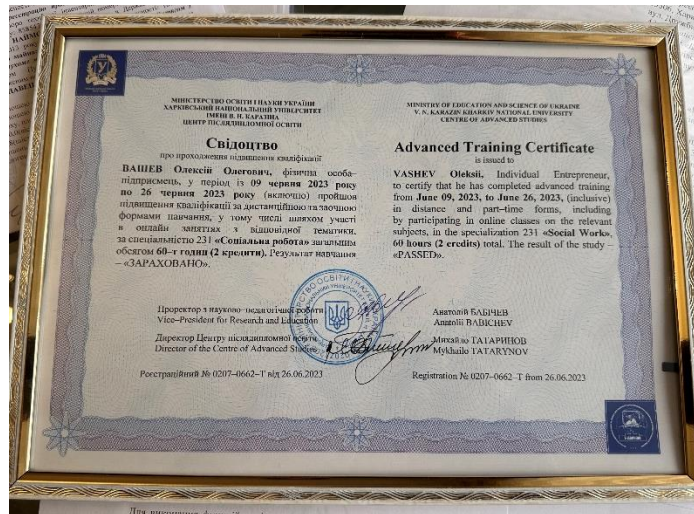 МІНІСТЕРСТВО ОСВІТИ І НАУКИ УКРАЇНИ
ХАРКІВСЬКИЙ НАЦІОНАЛЬНИЙ УНІВЕРСИТЕТ
ІМЕНІ В. Н. КАРАЗІНА
ЦЕНТР ПІСЛЯДИПЛОМНОЇ ОСВІТИ
Свідоцтво
про проходження підвищення кваліфікації
ВАШЕВ Олексій Олегович, фізична особа-
підприємець, у період із 09 червня 2023 року
по 26 червня 2023 року (включно) пройшов
підвищення кваліфікації за дистанційною та заочною
формами навчання, у тому числі шляхом участі
в онлайн заняттях з відповідної тематики,
за спеціальністю 231 «Соціальна робота» загальним
обсягом 60-т годин (2 кредити). Результат навчання
– «ЗАРАХОВАНО».
MINISTRY OF EDUCATION AND SCIENCE OF UKRAINE
V. N. KARAZIN KHARKIV NATIONAL UNIVERSITY
CENTRE OF ADVANCED STUDIES
Advanced Training Certificate
is issued to
VASHEV Oleksii, Individual Entrepreneur,
to certify that he has completed advanced training
from June 09, 2023, to June 26, 2023, (inclusive)
in distance and part-time forms, including
by participating in online classes on the relevant
subjects, in the specialization 231 «Social Work»,
60 hours (2 credits) total. The result of the study –
«PASSED».
Проректор з науково-педагогічної роботи
Vice–President for Research and Education
Анатолій БАБІЧЕВ
Anatolii BABICHEV
Директор Центру післядипломної освіти
Director of the Centre of Advanced Studies
Михайло ТАТАРИНОВ
Mykhailo TATARYNOV
Реєстраційний № 0207–0662–Т від 26.06.2023
Registration № 0207–0662–T from 26.06.2023